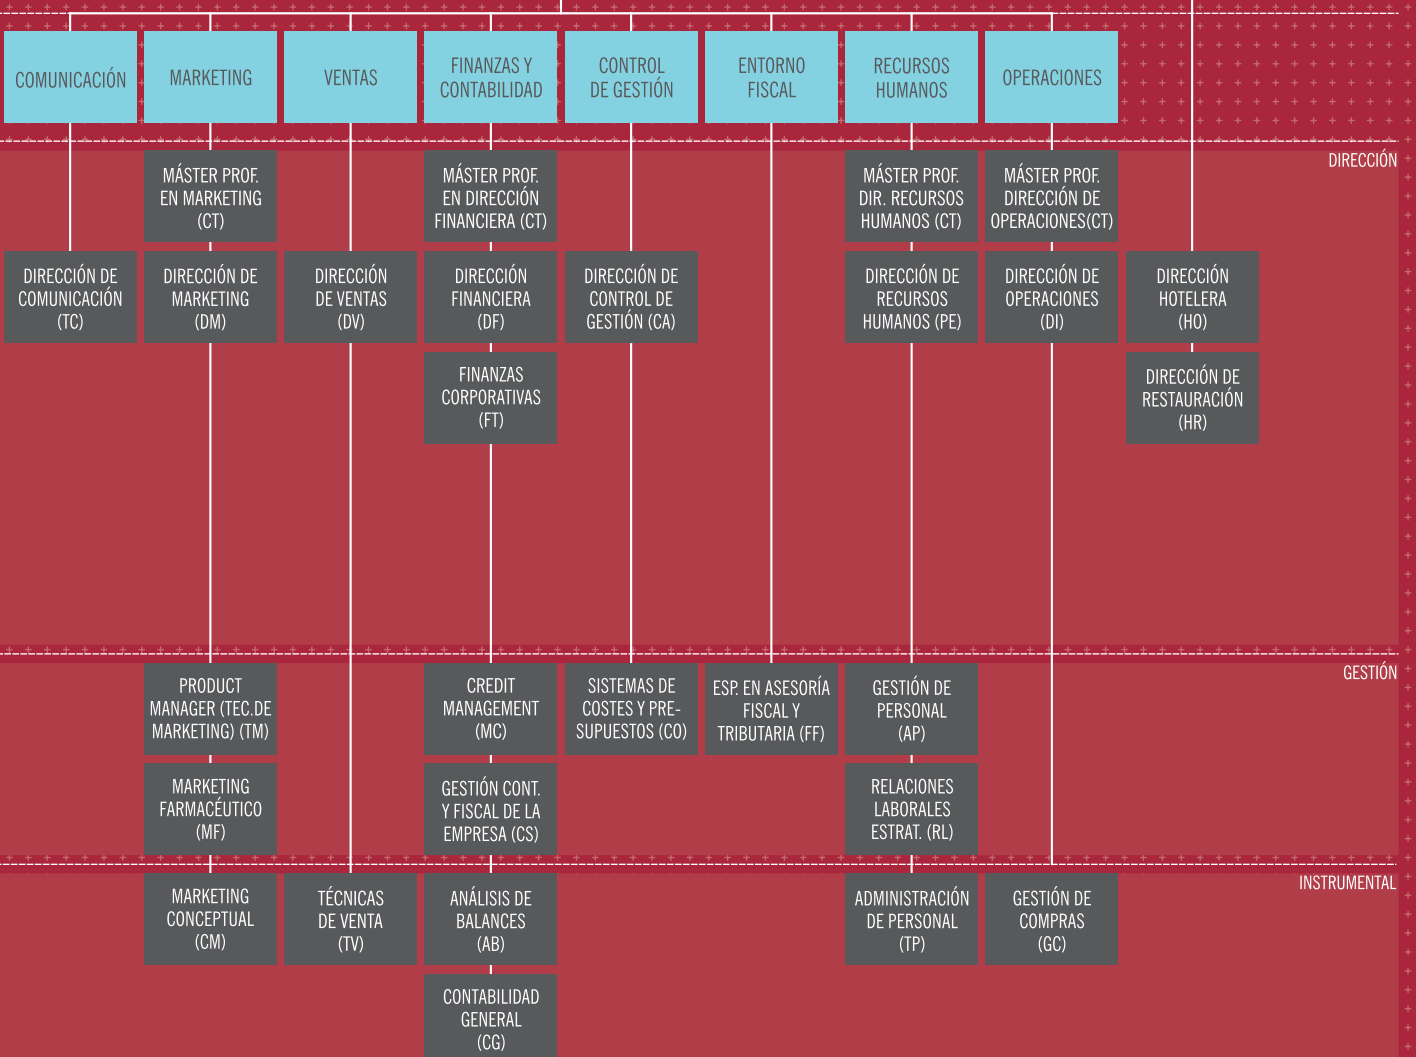 COMUNICACIÓN
MARKETING
VENTAS
FINANZAS Y
CONTABILIDAD
CONTROL
DE GESTIÓN
ENTORNO
FISCAL
RECURSOS
HUMANOS
OPERACIONES
DIRECCIÓN
MÁSTER PROF.
EN MARKETING
(CT)
MÁSTER PROF.
EN DIRECCIÓN
FINANCIERA (CT)
MÁSTER PROF.
DIR. RECURSOS
HUMANOS (CT)
MÁSTER PROF.
DIRECCIÓN DE
OPERACIONES(CT)
DIRECCIÓN DE
COMUNICACIÓN
(TC)
DIRECCIÓN DE
MARKETING
(DM)
DIRECCIÓN
DE VENTAS
(DV)
DIRECCIÓN
FINANCIERA
(DF)
DIRECCIÓN DE
CONTROL DE
GESTIÓN (CA)
DIRECCIÓN DE
RECURSOS
HUMANOS (PE)
DIRECCIÓN DE
OPERACIONES
(DI)
DIRECCIÓN
HOTELERA
(HO)
FINANZAS
CORPORATIVAS
(FT)
DIRECCIÓN DE
RESTAURACIÓN
(HR)
GESTIÓN
PRODUCT
MANAGER (TEC.DE
MARKETING) (TM)
CREDIT
MANAGEMENT
(MC)
SISTEMAS DE
COSTES Y PRE-
SUPUESTOS (CO)
ESP. EN ASESORÍA
FISCAL Y
TRIBUTARIA (FF)
GESTIÓN DE
PERSONAL
(AP)
MARKETING
FARMACÉUTICO
(MF)
GESTIÓN CONT.
Y FISCAL DE LA
EMPRESA (CS)
RELACIONES
LABORALES
ESTRAT. (RL)
INSTRUMENTAL
MARKETING
CONCEPTUAL
(CM)
TÉCNICAS
DE VENTA
(TV)
ANÁLISIS DE
BALANCES
(AB)
ADMINISTRACIÓN
DE PERSONAL
(TP)
GESTIÓN DE
COMPRAS
(GC)
CONTABILIDAD
GENERAL
(CG)